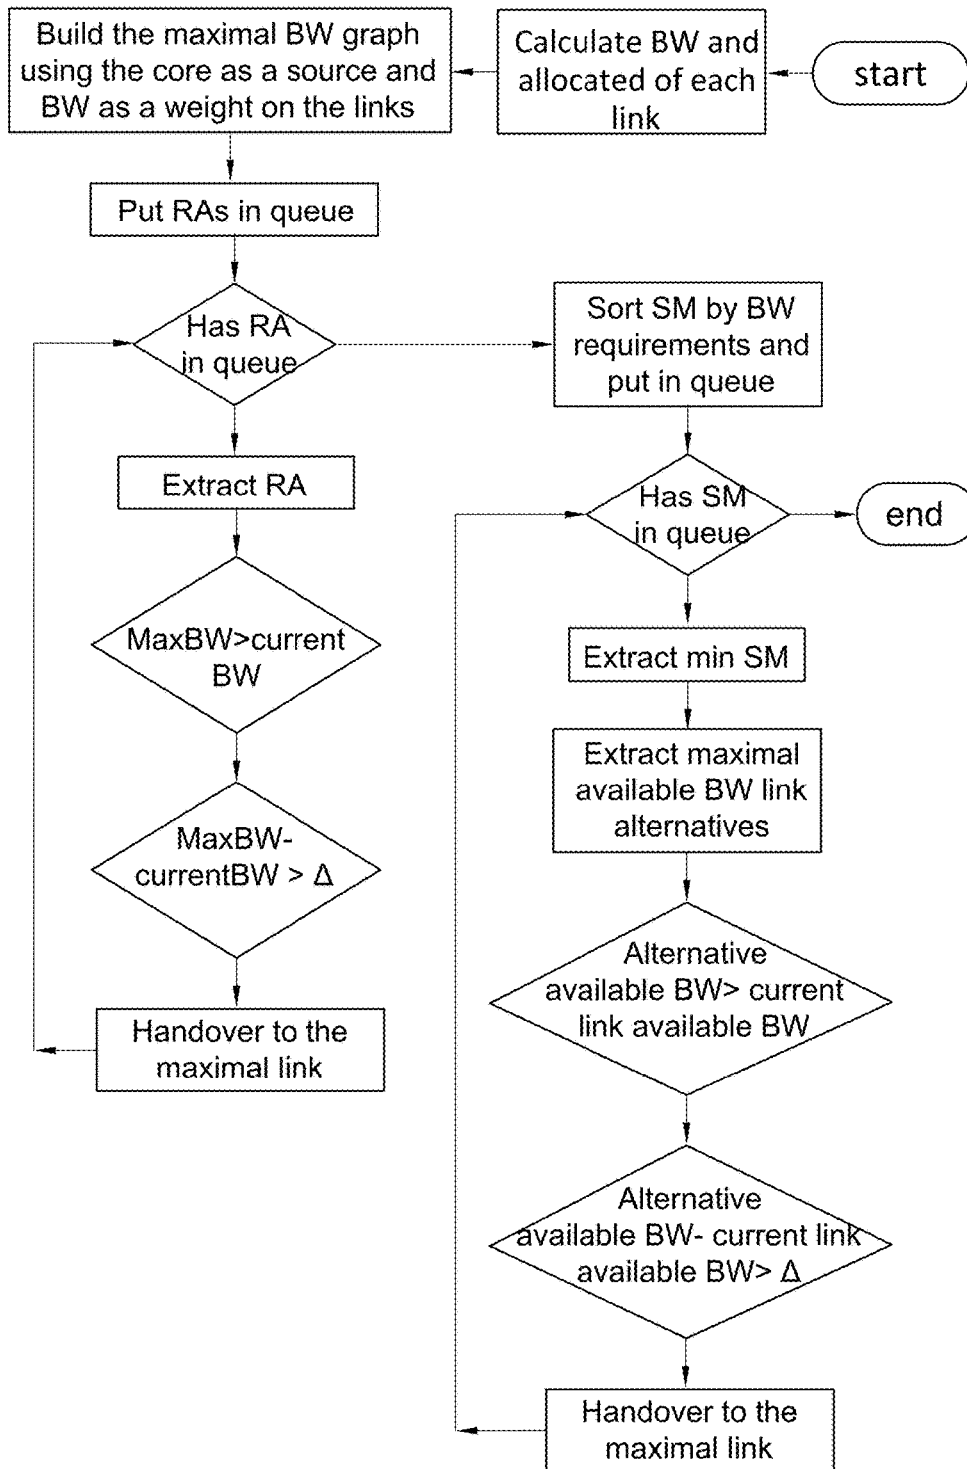 start
Calculate BW and
allocated of each
link
Build the maximal BW graph
using the core as a source and
BW as a weight on the links
Put RAs in queue
Has RA
in queue
Extract RA
MaxBW>current
BW
MaxBW-
currentBW > Δ
Handover to the
maximal link
Sort SM by BW
requirements and
put in queue
Has SM
in queue
end
Extract min SM
Extract maximal
available BW link
alternatives
Alternative
available BW> current
link available BW
Alternative
available BW- current link
available BW> Δ
Handover to the
maximal link